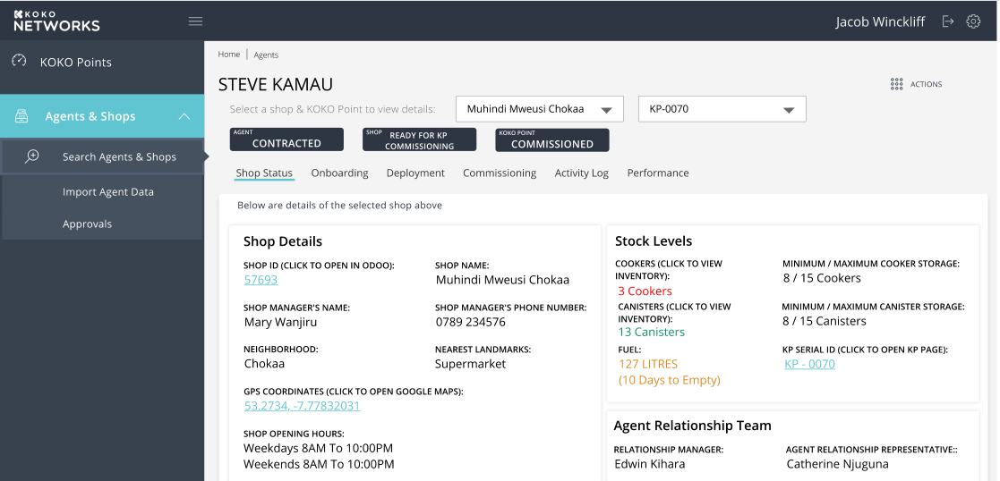 KOKO
NETWORKS
Jacob Winckliff
KOKO Points
Agents & Shops
Search Agents & Shops
Import Agent Data
Approvals
Home | Agents
STEVE KAMAU
ACTIONS
Select a shop & KOKO Point to view details:
Muhindi Mweusi Chokaa
KP-0070
AGENT
CONTRACTED
SHOP
READY FOR KP
COMMISSIONING
KOKO POINT
COMMISSIONED
Shop Status
Onboarding
Deployment
Commissioning
Activity Log
Performance
Below are details of the selected shop above
Shop Details
SHOP ID (CLICK TO OPEN IN ODOO):
57693
SHOP NAME:
Muhindi Mweusi Chokaa
SHOP MANAGER'S NAME:
Mary Wanjiru
SHOP MANAGER'S PHONE NUMBER:
0789 234576
NEIGHBORHOOD:
Chokaa
NEAREST LANDMARKS:
Supermarket
GPS COORDINATES (CLICK TO OPEN GOOGLE MAPS):
53.2734, -7.77832031
SHOP OPENING HOURS:
Weekdays 8AM To 10:00PM
Weekends 8AM To 10:00PM
Stock Levels
COOKERS (CLICK TO VIEW
INVENTORY):
3 Cookers
MINIMUM / MAXIMUM COOKER STORAGE:
8 / 15 Cookers
CANISTERS (CLICK TO VIEW
INVENTORY):
13 Canisters
MINIMUM / MAXIMUM CANISTER STORAGE:
8 / 15 Canisters
FUEL:
127 LITRES
(10 Days to Empty)
KP SERIAL ID (CLICK TO OPEN KP PAGE):
KP - 0070
Agent Relationship Team
RELATIONSHIP MANAGER:
Edwin Kihara
AGENT RELATIONSHIP REPRESENTATIVE::
Catherine Njuguna